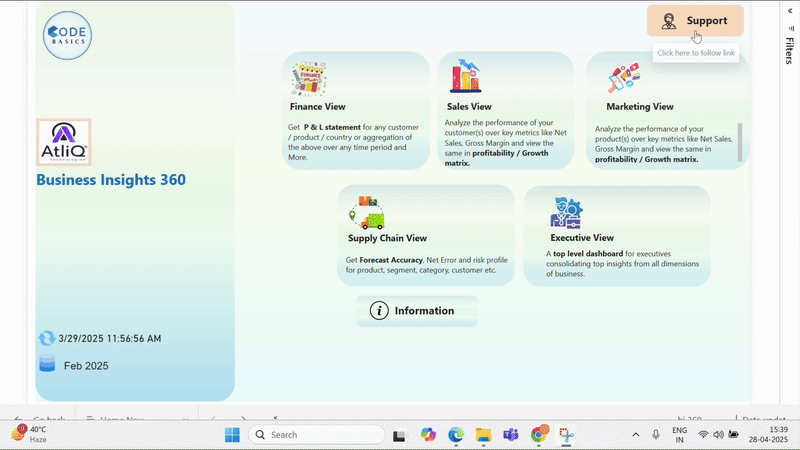 CODE
BASICS
Support
Click here to follow link
Filters
AtliQ
technologies
Business Insights 360
FINANCE
Finance View
Get P & L statement for any customer
/ product / country or aggregation of
the above over any time period and
More.
Sales View
Analyze the performance of your
customer(s) over key metrics like Net
Sales, Gross Margin and view the
same in profitability / Growth
matrix.
Marketing View
Analyze the performance of your
product(s) over key metrics like Net Sales,
Gross Margin and view the same in
profitability / Growth matrix.
Supply Chain View
Get Forecast Accuracy, Net Error and risk profile
for product, segment, category, customer etc.
Executive View
A top level dashboard for executives
consolidating top insights from all dimensions
of business.
i Information
3/29/2025 11:56:56 AM
Feb 2025
Go back
Home New
bi 360
Data updat
9
40°C
Haze
Search
ENG
IN
15:39
28-04-2025